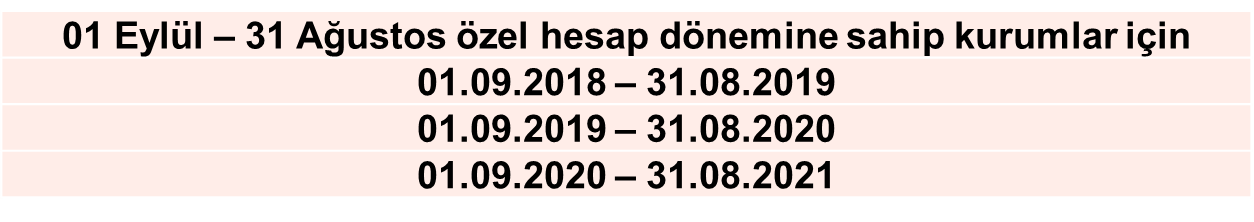 01 Eylül – 31 Ağustos özel hesap dönemine sahip kurumlar için
01.09.2018 – 31.08.2019
01.09.2019 – 31.08.2020
01.09.2020 – 31.08.2021